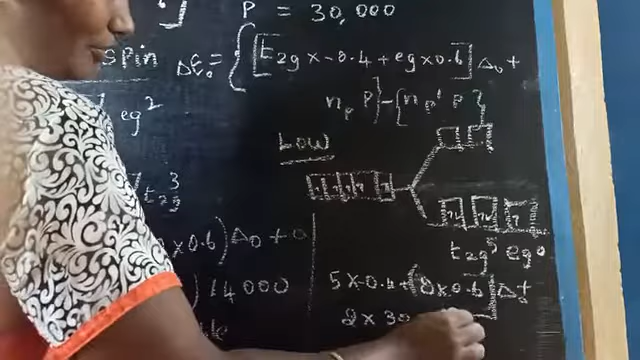 P = 30,000
spin
ΔE₀ = {[E₂g x -0.4 + eg x 0.6] Δ₀ +
eg²
nₚ P} - {nₚ' P}
Low
t₂g³
t₂g⁵ eg⁰
x 0.6) Δ₀ + 0
5 x 0.4 + (0 x 0.6] Δ₀ +
) 14000
2 x 30